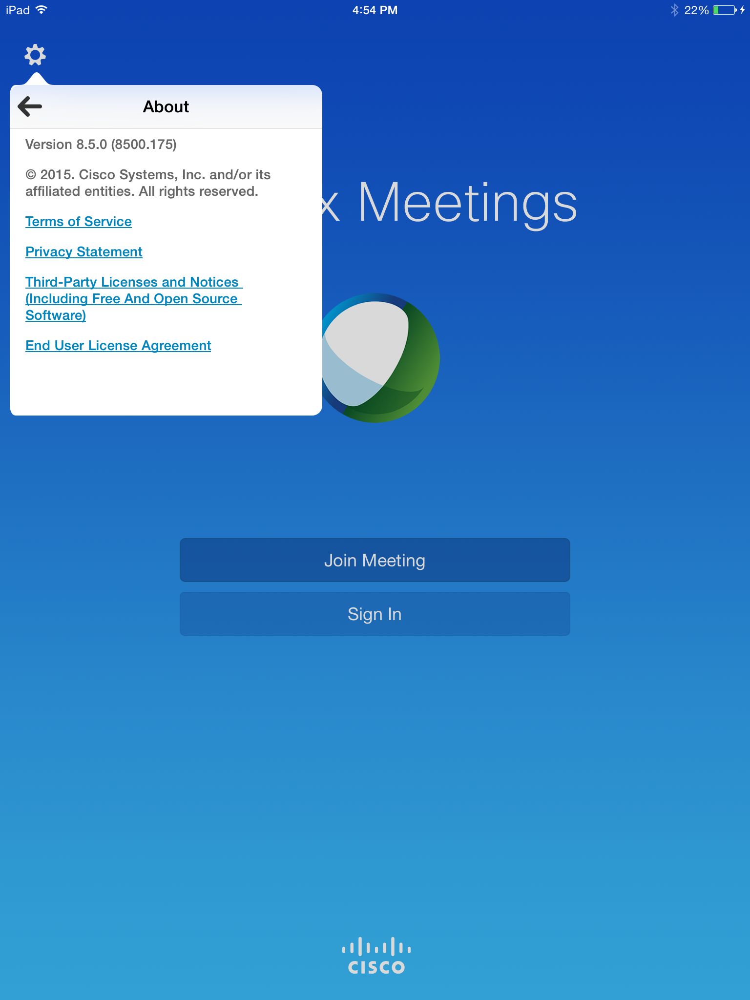 iPad
4:54 PM
22%
About
Version 8.5.0 (8500.175)
© 2015. Cisco Systems, Inc. and/or its
affiliated entities. All rights reserved.
Terms of Service
Privacy Statement
Third-Party Licenses and Notices
(Including Free And Open Source
Software)
End User License Agreement
x Meetings
Join Meeting
Sign In
CISCO